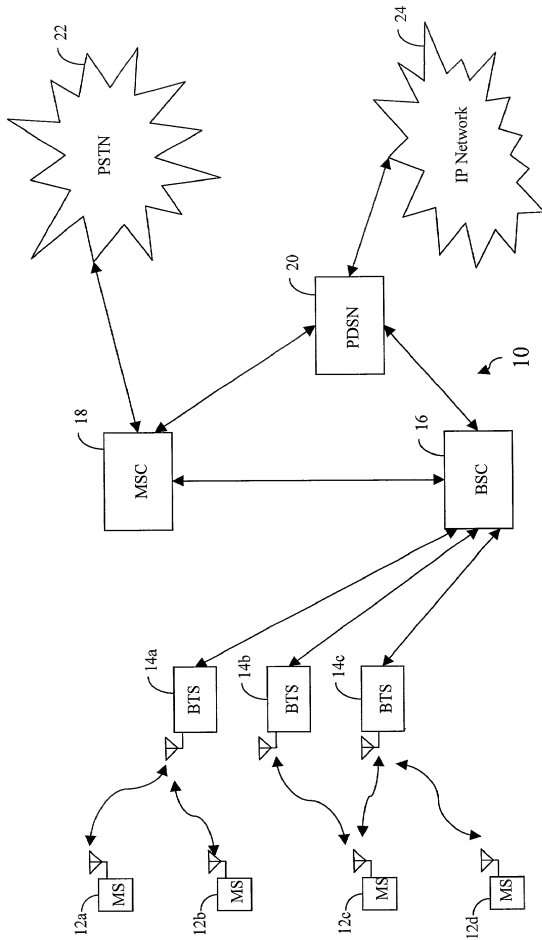 22
PSTN
24
IP Network
18
MSC
20
PDSN
10
16
BSC
14a
BTS
14b
BTS
14c
BTS
12a
MS
12b
MS
12c
MS
12d
MS